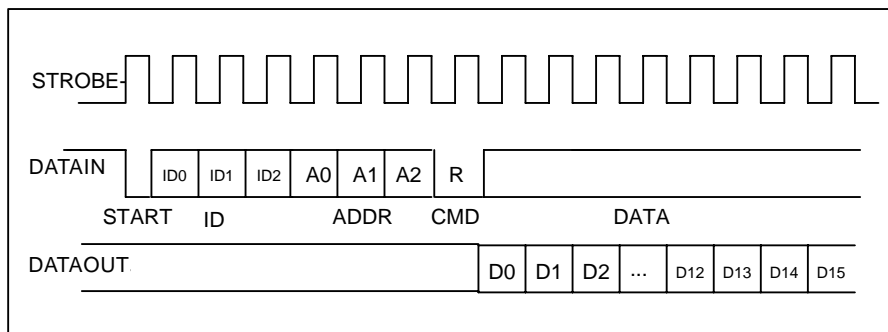 STROBE-
DATAIN ID0 ID1 ID2 A0 A1 A2 R
START ID ADDR CMD DATA
DATAOUT D0 D1 D2 ... D12 D13 D14 D15